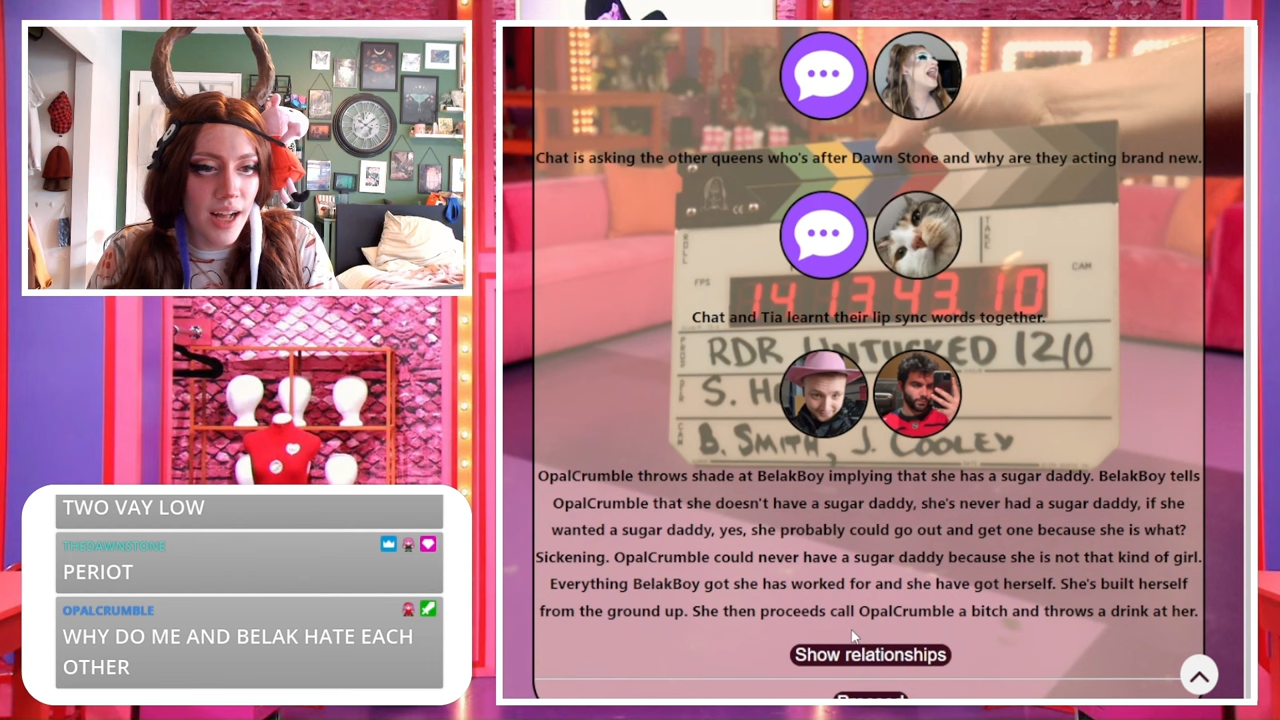 Chat is asking the other queens who's after Dawn Stone and why are they acting brand new.
ROLL
TAKE
FPS
CAM
14 13 43 10
Chat and Tia learnt their lip sync words together.
RDR UNTUCKED 1210
S. H
B. SMITH, J. COOLEY
OpalCrumble throws shade at BelakBoy implying that she has a sugar daddy. BelakBoy tells
OpalCrumble that she doesn't have a sugar daddy, she's never had a sugar daddy, if she
wanted a sugar daddy, yes, she probably could go out and get one because she is what?
Sickening. OpalCrumble could never have a sugar daddy because she is not that kind of girl.
Everything BelakBoy got she has worked for and she have got herself. She's built herself
from the ground up. She then proceeds call OpalCrumble a bitch and throws a drink at her.
Show relationships
Proceed
TWO VAY LOW
THEDAWNSTONE
PERIOT
OPALCRUMBLE
WHY DO ME AND BELAK HATE EACH
OTHER